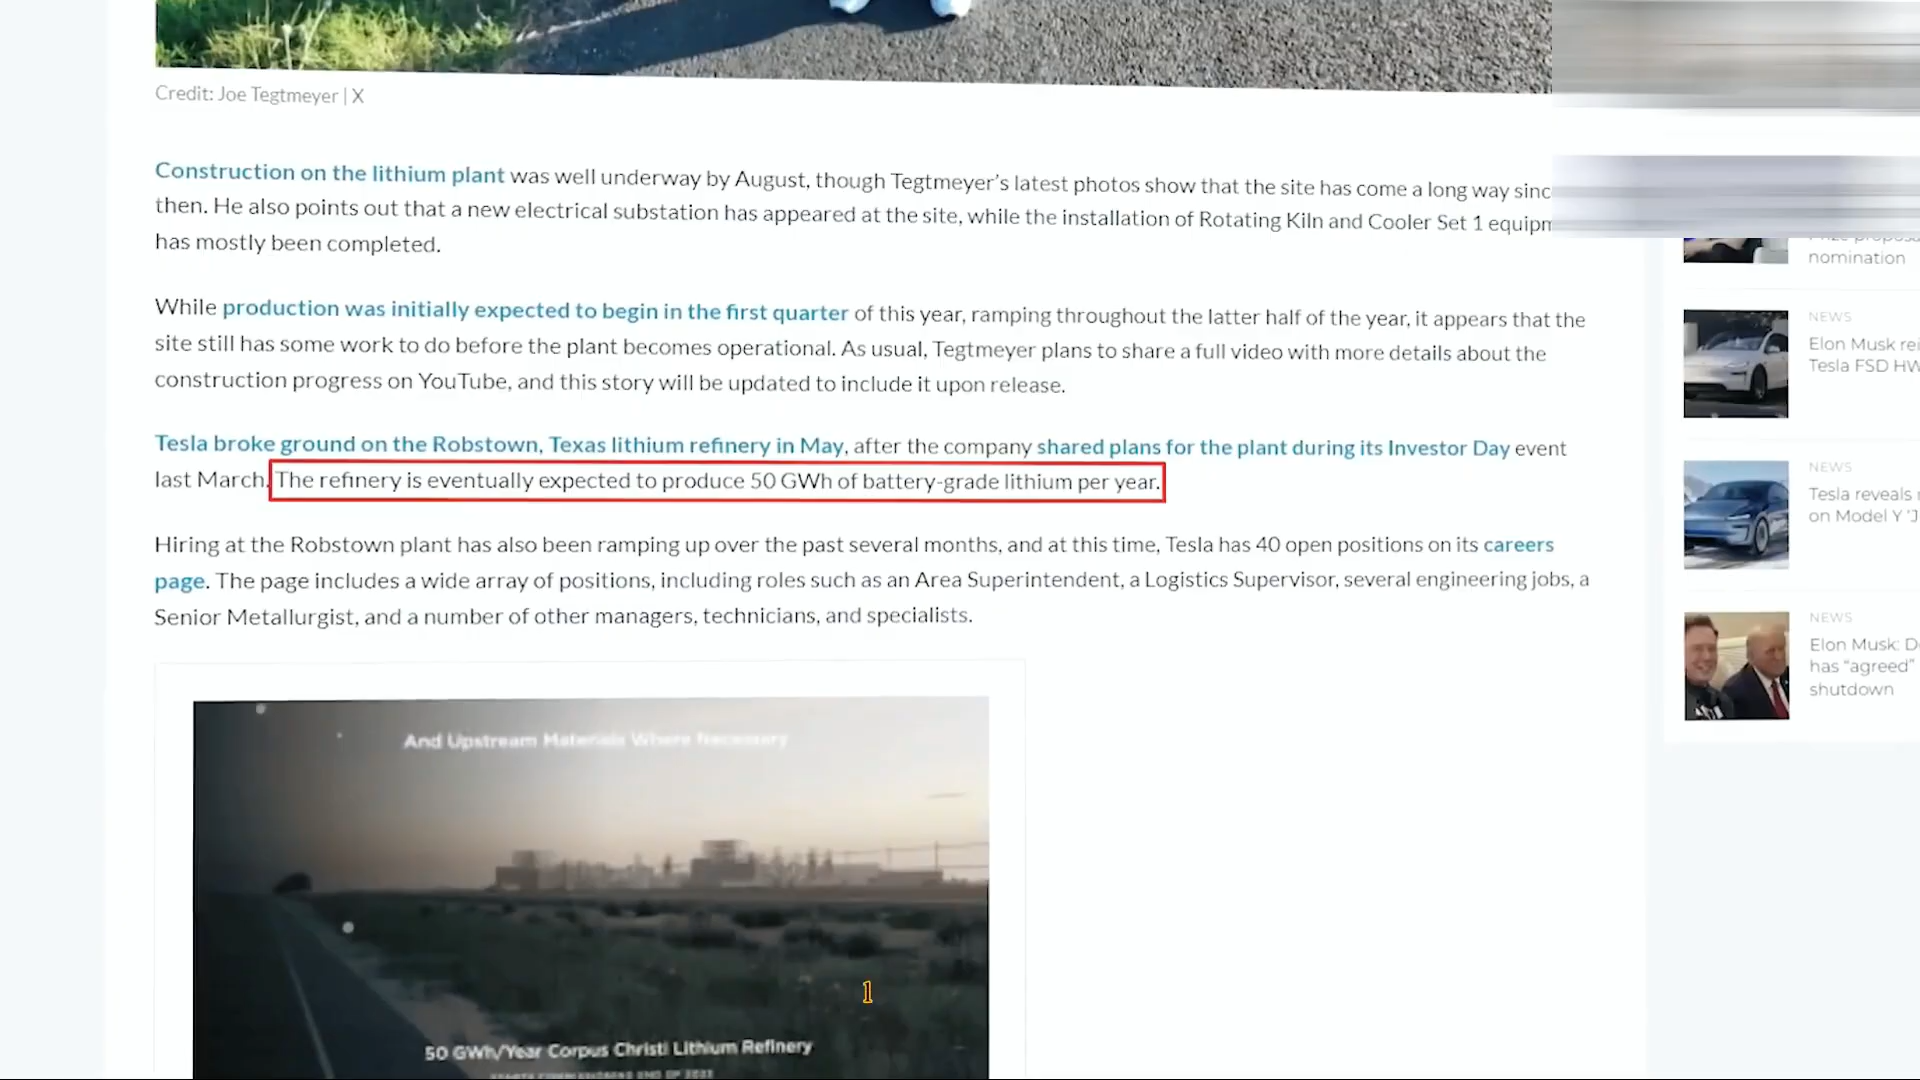 Credit: Joe Tegtmeyer | X
Construction on the lithium plant was well underway by August, though Tegtmeyer's latest photos show that the site has come a long way sinc
then. He also points out that a new electrical substation has appeared at the site, while the installation of Rotating Kiln and Cooler Set 1 equipm
has mostly been completed.
While production was initially expected to begin in the first quarter of this year, ramping throughout the latter half of the year, it appears that the
site still has some work to do before the plant becomes operational. As usual, Tegtmeyer plans to share a full video with more details about the
construction progress on YouTube, and this story will be updated to include it upon release.
Tesla broke ground on the Robstown, Texas lithium refinery in May, after the company shared plans for the plant during its Investor Day event
last March. The refinery is eventually expected to produce 50 GWh of battery-grade lithium per year.
Hiring at the Robstown plant has also been ramping up over the past several months, and at this time, Tesla has 40 open positions on its careers
page. The page includes a wide array of positions, including roles such as an Area Superintendent, a Logistics Supervisor, several engineering jobs, a
Senior Metallurgist, and a number of other managers, technicians, and specialists.
And Upstream Materials Where Necessary
1
50 GWh/Year Corpus Christi Lithium Refinery
nomination
NEWS
Elon Musk rei
Tesla FSD HW
NEWS
Tesla reveals
on Model Y 'J
NEWS
Elon Musk: D
has "agreed"
shutdown